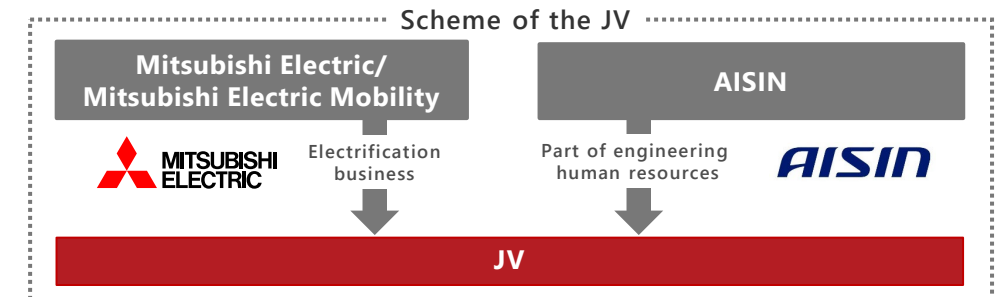 Scheme of the JV
Mitsubishi Electric/
Mitsubishi Electric Mobility
AISIN
MITSUBISHI
ELECTRIC
Electrification
business
Part of engineering
human resources
AISIN
JV